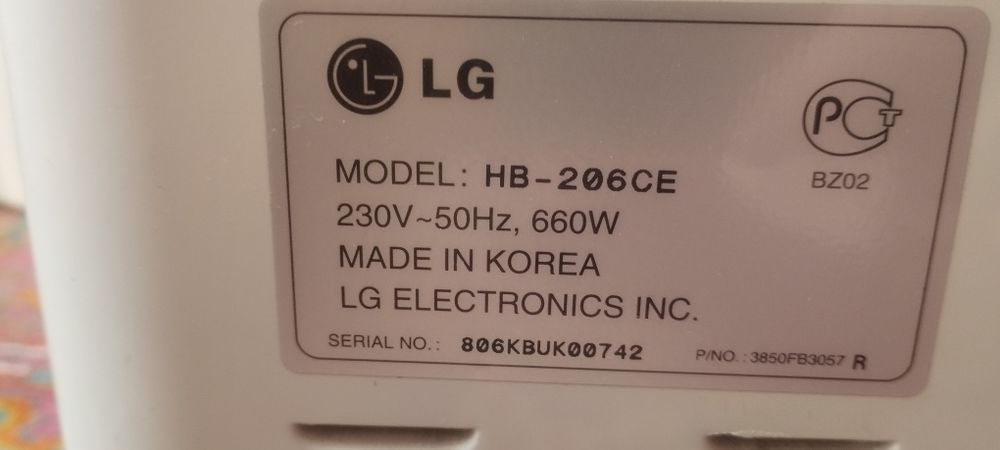 LG
PCT
BZ02
MODEL: HB-206CE
230V~50Hz, 660W
MADE IN KOREA
LG ELECTRONICS INC.
SERIAL NO.: 806KBUK00742
P/NO.: 3850FB3057 R